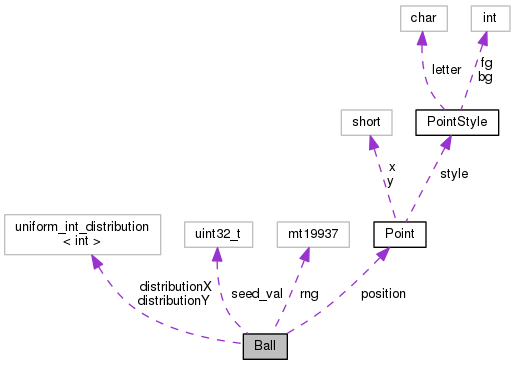 char
int
letter
fg
bg
short
PointStyle
x
y
style
uniform_int_distribution
< int >
uint32_t
mt19937
Point
distributionX
distributionY
seed_val
rng
position
Ball